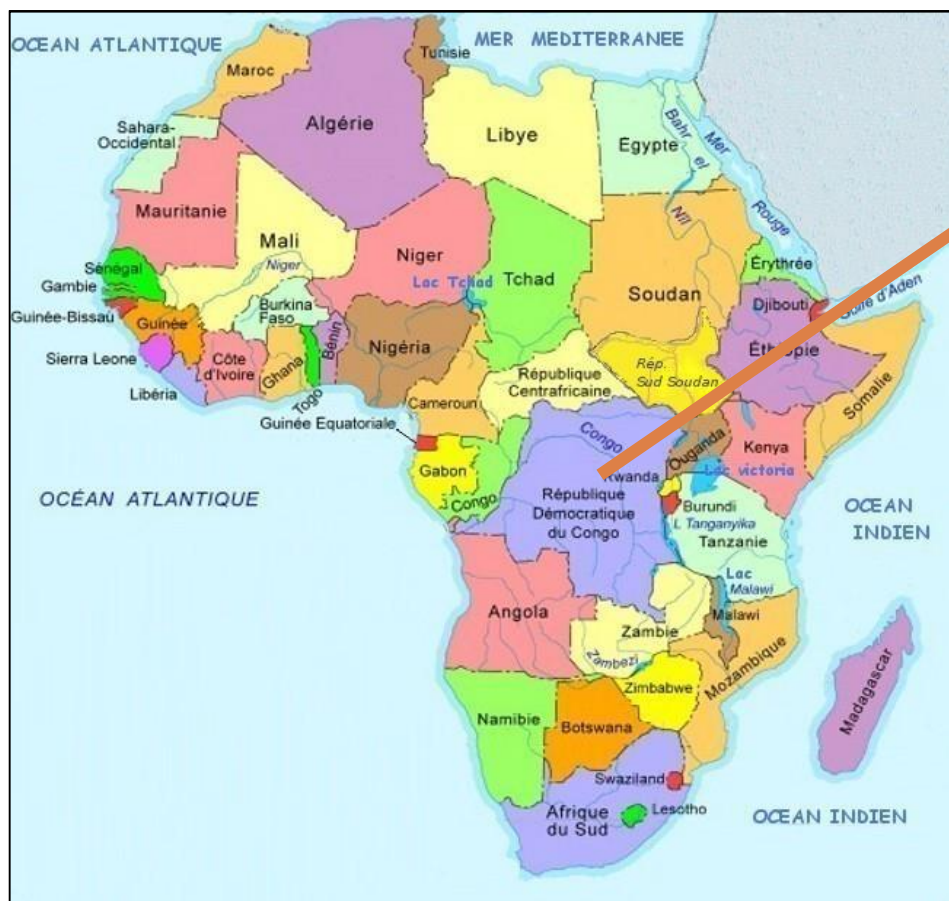 OCEAN ATLANTIQUE
MER MEDITERRANEE
Tunisie
Maroc
Algérie
Libye
Egypte
Bahr el
Nil
Mer
Rouge
Sahara-
Occidental
Mauritanie
Mali
Niger
Niger
Tchad
Lac Tchad
Soudan
Érythrée
Djibouti
Golfe d'Aden
Sénégal
Gambie
Guinée-Bissau
Guinée
Sierra Leone
Libéria
Côte
d'Ivoire
Burkina
Faso
Ghana
Togo
Bénin
Nigéria
Cameroun
Guinée Equatoriale
Gabon
Congo
République
Centrafricaine
Rép.
Sud Soudan
Éthiopie
Somalie
Kenya
Ouganda
Lac victoria
Congo
Rwanda
Burundi
République
Démocratique
du Congo
L Tanganyika
Tanzanie
OCÉAN ATLANTIQUE
OCEAN
INDIEN
Lac
Malawi
Malawi
Angola
Zambie
Zambezi
Mozambique
Zimbabwe
Madagascar
Namibie
Botswana
Swaziland
Lesotho
Afrique
du Sud
OCEAN INDIEN